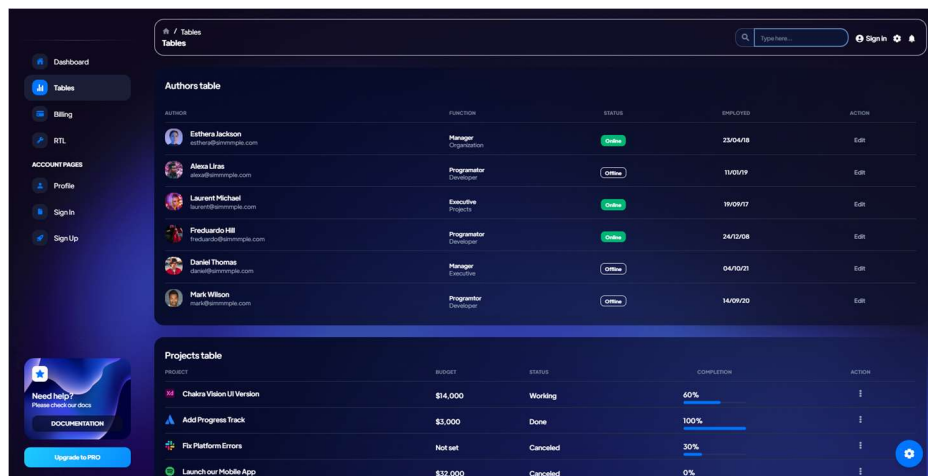 / Tables
Tables
Type here...
Sign In
Dashboard
Tables
Billing
RTL
ACCOUNT PAGES
Profile
Sign In
Sign Up
Need help?
Please check our docs
DOCUMENTATION
Upgrade to PRO
Authors table
AUTHOR FUNCTION STATUS EMPLOYED ACTION
Esthera Jackson Manager Online 23/04/18 Edit
esthera@simmmple.com Organization
Alexa Liras Programator Offline 11/01/19 Edit
alexa@simmmple.com Developer
Laurent Michael Executive Online 19/09/17 Edit
laurent@simmmple.com Projects
Freduardo Hill Programator Online 24/12/08 Edit
freduardo@simmmple.com Developer
Daniel Thomas Manager Offline 04/10/21 Edit
daniel@simmmple.com Executive
Mark Wilson Programtor Offline 14/09/20 Edit
mark@simmmple.com Developer
Projects table
PROJECT BUDGET STATUS COMPLETION ACTION
Xd Chakra Vision UI Version $14,000 Working 60%
Add Progress Track $3,000 Done 100%
Fix Platform Errors Not set Canceled 30%
Launch our Mobile App $32,000 Canceled 0%